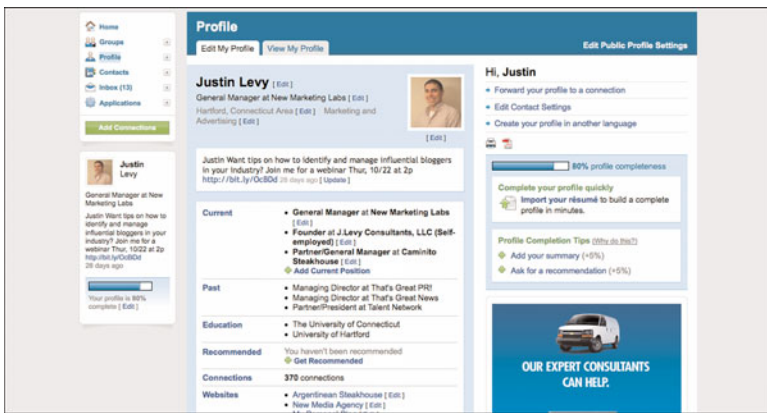 Home
Groups
Profile
Contacts
Inbox (13)
Applications
Add Connections
Justin
Levy
General Manager at New
Marketing Labs
Justin Want tips on how to
identify and manage
influential bloggers in your
industry? Join me for a
webinar Thur, 10/22 at 2p
http://bit.ly/OcBDd
28 days ago
Your profile is 80%
complete [ Edit ]
Profile
Edit My Profile
View My Profile
Edit Public Profile Settings
Justin Levy [ Edit ]
General Manager at New Marketing Labs [ Edit ]
Hartford, Connecticut Area [ Edit ] Marketing and
Advertising [ Edit ]
[ Edit ]
Justin Want tips on how to identify and manage influential bloggers
in your industry? Join me for a webinar Thur, 10/22 at 2p
http://bit.ly/OcBDd 28 days ago [ Update ]
Current
• General Manager at New Marketing Labs
[ Edit ]
• Founder at J.Levy Consultants, LLC (Self-
employed) [ Edit ]
• Partner/General Manager at Caminito
Steakhouse [ Edit ]
Add Current Position
Past
• Managing Director at That's Great PR!
• Managing Director at That's Great News
• Partner/President at Talent Network
Education
• The University of Connecticut
• University of Hartford
Recommended
You haven't been recommended
Get Recommended
Connections
370 connections
Websites
• Argentinean Steakhouse [ Edit ]
• New Media Agency [ Edit ]
Hi, Justin
Forward your profile to a connection
Edit Contact Settings
Create your profile in another language
80% profile completeness
Complete your profile quickly
Import your résumé to build a complete
profile in minutes.
Profile Completion Tips (Why do this?)
Add your summary (+5%)
Ask for a recommendation (+5%)
OUR EXPERT CONSULTANTS
CAN HELP.